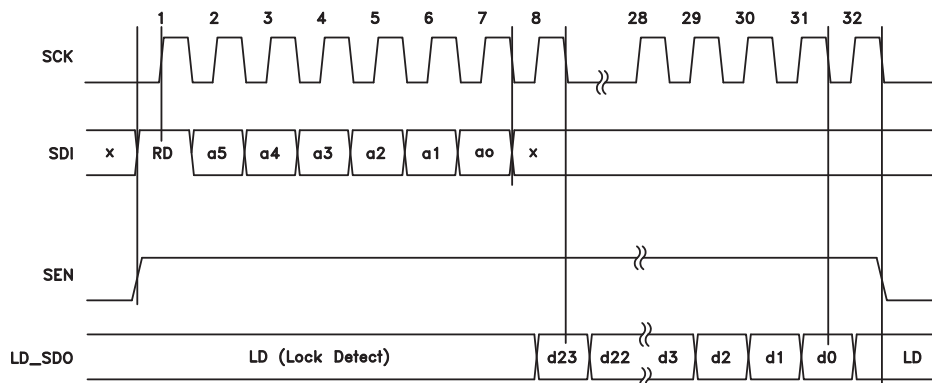 1 2 3 4 5 6 7 8 28 29 30 31 32
SCK
SDI x RD a5 a4 a3 a2 a1 ao x
SEN
LD_SDO LD (Lock Detect) d23 d22 d3 d2 d1 d0 LD